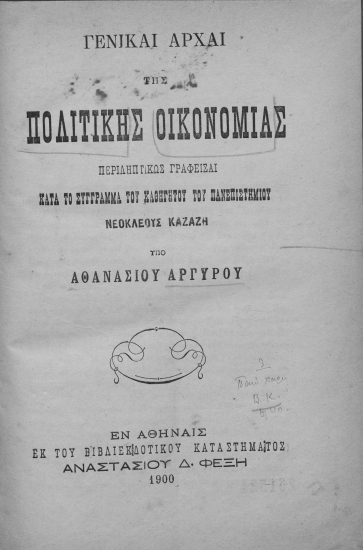 ΓΕΝΙΚΑΙ ΑΡΧΑΙ
ΤΗΣ
ΠΟΛΙΤΙΚΗΣ ΟΙΚΟΝΟΜΙΑΣ
ΠΕΡΙΛΗΠΤΙΚΩΣ ΓΡΑΦΕΙΣΑΙ
ΚΑΤΑ ΤΟ ΣΥΓΓΡΑΜΜΑ ΤΟΥ ΚΑΘΗΓΗΤΟΥ ΤΟΥ ΠΑΝΕΠΙΣΤΗΜΙΟΥ
ΝΕΟΚΛΕΟΥΣ ΚΑΖΑΖΗ
ΥΠΟ
ΑΘΑΝΑΣΙΟΥ ΑΡΓΥΡΟΥ
ΕΝ ΑΘΗΝΑΙΣ
ΕΚ ΤΟΥ ΒΙΒΛΙΕΚΔΟΤΙΚΟΥ ΚΑΤΑΣΤΗΜΑΤΟΣ
ΑΝΑΣΤΑΣΙΟΥ Δ. ΦΕΞΗ
1900